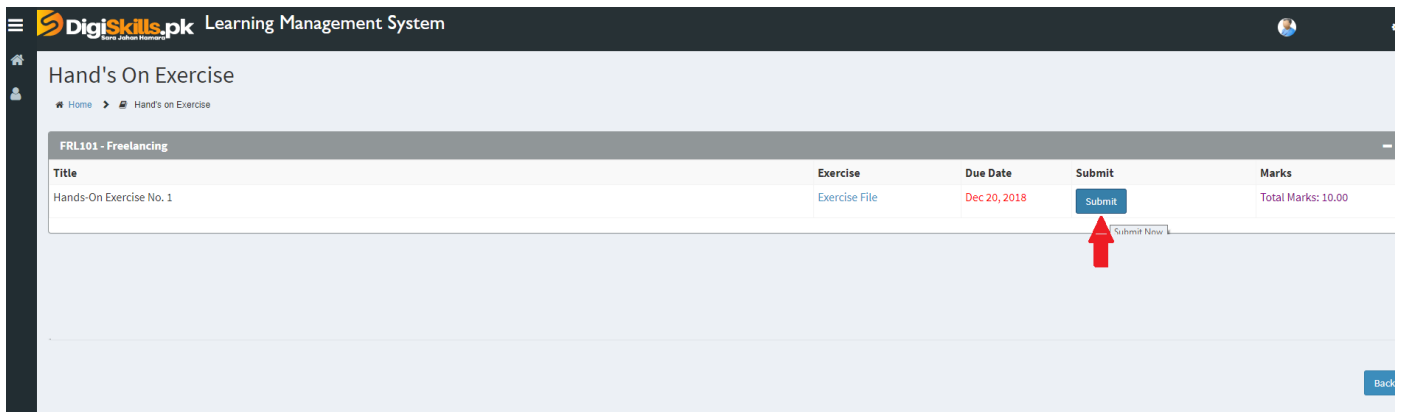 DigiSkills.pk Learning Management System
Sara Jahan Hamara
Hand's On Exercise
Home Hand's on Exercise
FRL101 - Freelancing
Title Exercise Due Date Submit Marks
Hands-On Exercise No. 1 Exercise File Dec 20, 2018 Submit Total Marks: 10.00
Submit Now
Back